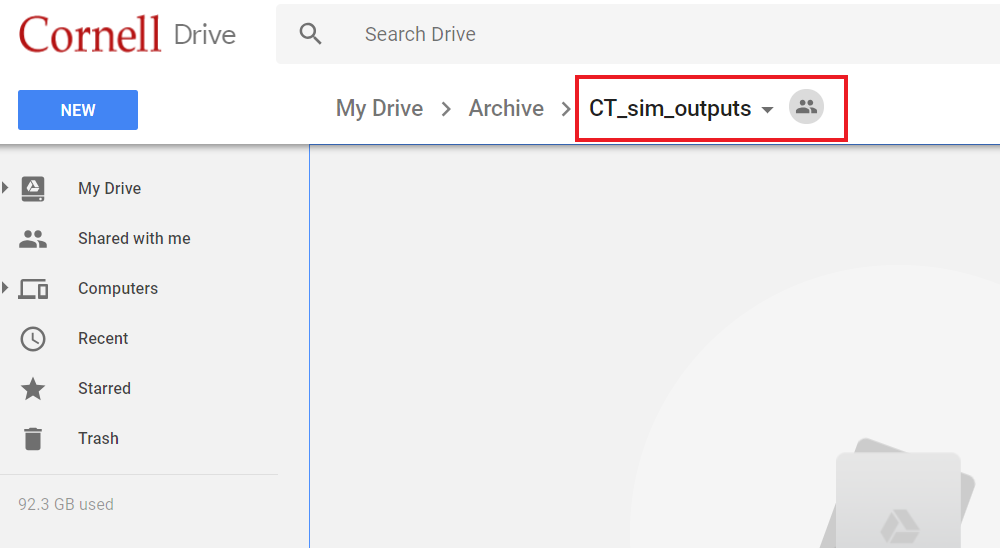 Cornell Drive
Search Drive
NEW
My Drive > Archive > CT_sim_outputs
My Drive
Shared with me
Computers
Recent
Starred
Trash
92.3 GB used